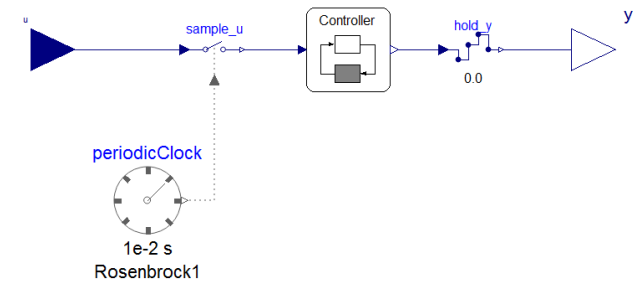 u
sample_u
Controller
hold_y
y
0.0
periodicClock
1e-2 s
Rosenbrock1